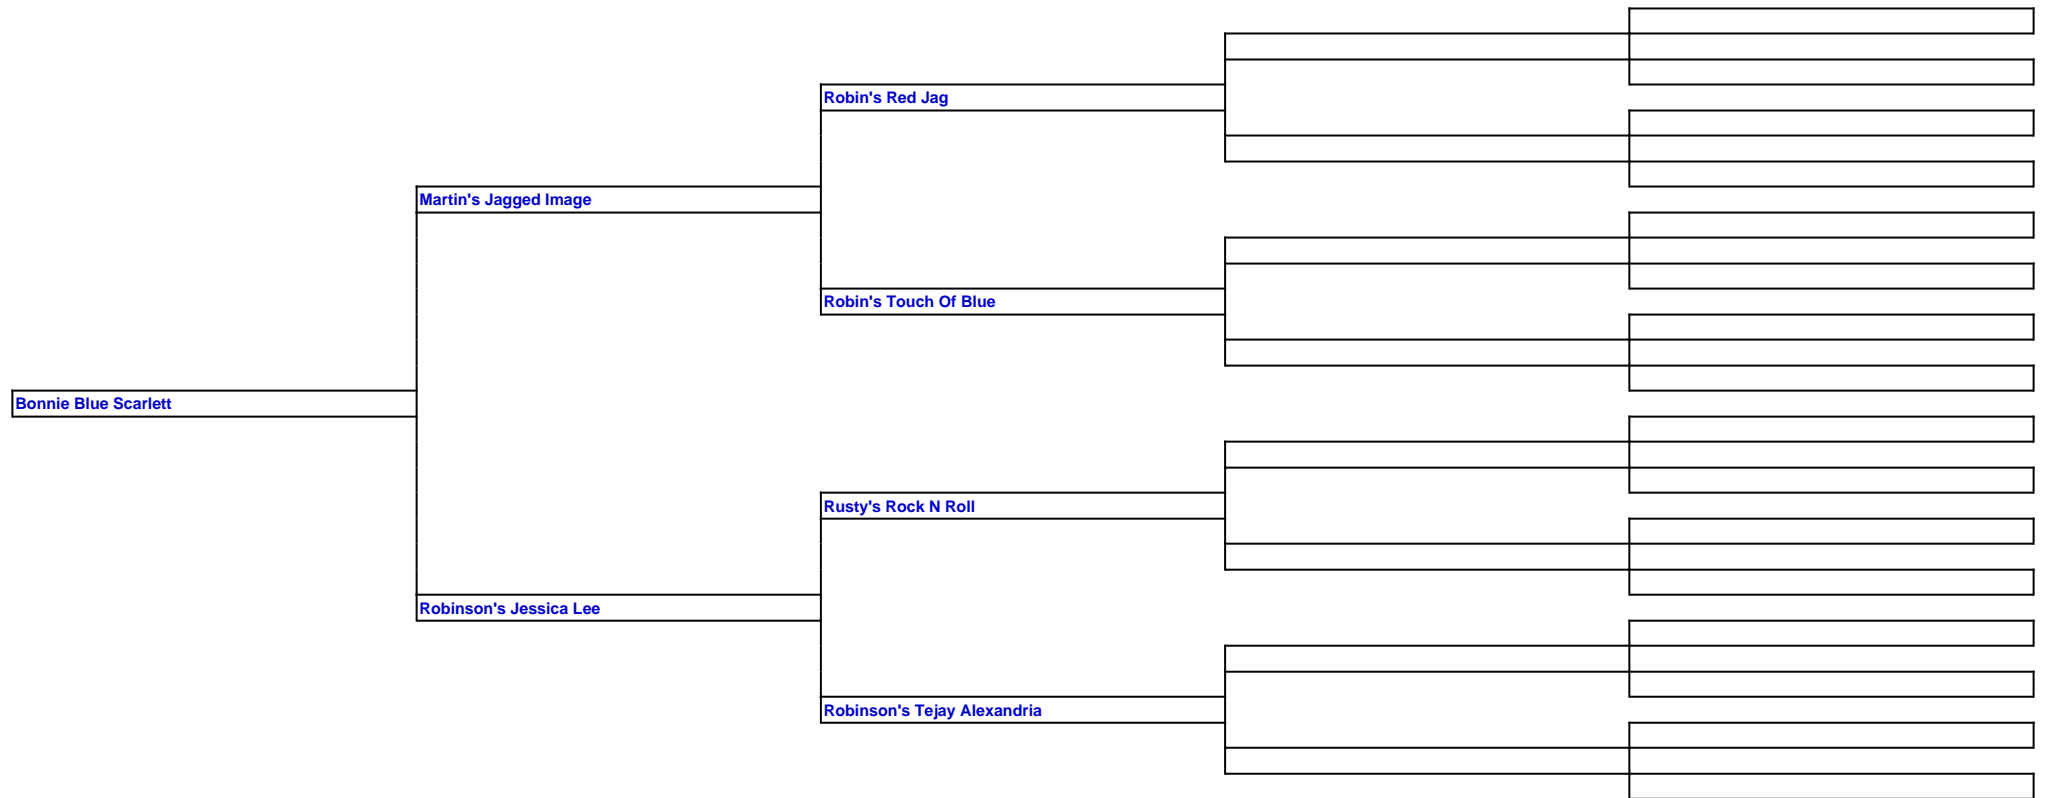 Robin's Red Jag
Martin's Jagged Image
Robin's Touch Of Blue
Bonnie Blue Scarlett
Rusty's Rock N Roll
Robinson's Jessica Lee
Robinson's Tejay Alexandria